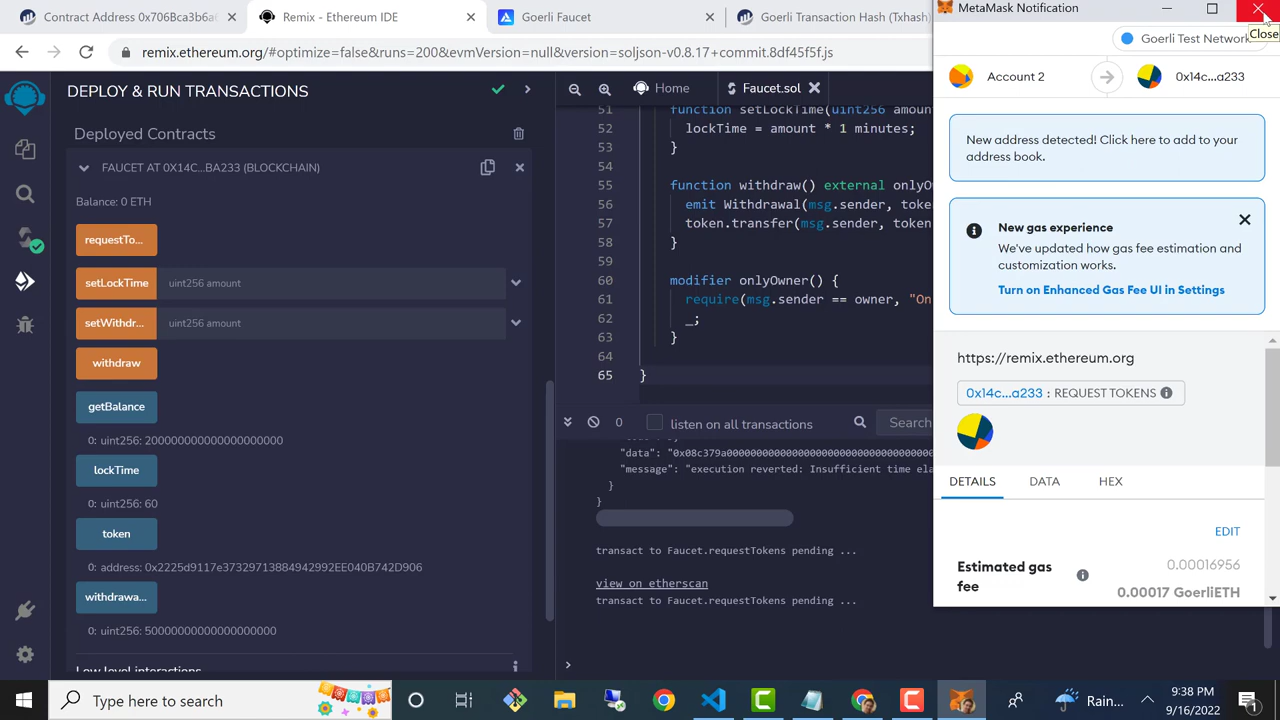 Contract Address 0x706Bca3b6a
Remix - Ethereum IDE
Goerli Faucet
Goerli Transaction Hash (Txhash)
remix.ethereum.org/#optimize=false&runs=200&evmVersion=null&version=soljson-v0.8.17+commit.8df45f5f.js
DEPLOY & RUN TRANSACTIONS
Deployed Contracts
FAUCET AT 0X14C...BA233 (BLOCKCHAIN)
Balance: 0 ETH
requestTo...
setLockTime uint256 amount
setWithdr... uint256 amount
withdraw
getBalance
0: uint256: 200000000000000000000
lockTime
0: uint256: 60
token
0: address: 0x2225d9117e37329713884942992EE040B742D906
withdrawa...
0: uint256: 50000000000000000000
Low level interactions
Home
Faucet.sol
51 function setLockTime(uint256 amou
52 lockTime = amount * 1 minutes;
53 }
54
55 function withdraw() external onlyOw
56 emit Withdrawal(msg.sender, toke
57 token.transfer(msg.sender, token
58 }
59
60 modifier onlyOwner() {
61 require(msg.sender == owner, "On
62 _;
63 }
64
65 }
0
listen on all transactions
Search
"data": "0x08c379a0000000000000000000000000000000
"message": "execution reverted: Insufficient time ela
}
}
transact to Faucet.requestTokens pending ...
view on etherscan
transact to Faucet.requestTokens pending ...
MetaMask Notification
Close
Goerli Test Network
Account 2
0x14c...a233
New address detected! Click here to add to your
address book.
New gas experience
We've updated how gas fee estimation and
customization works.
Turn on Enhanced Gas Fee UI in Settings
https://remix.ethereum.org
0x14c...a233 : REQUEST TOKENS
DETAILS DATA HEX
EDIT
Estimated gas
fee
0.00016956
0.00017 GoerliETH
Type here to search
Rain...
9:38 PM
9/16/2022
1